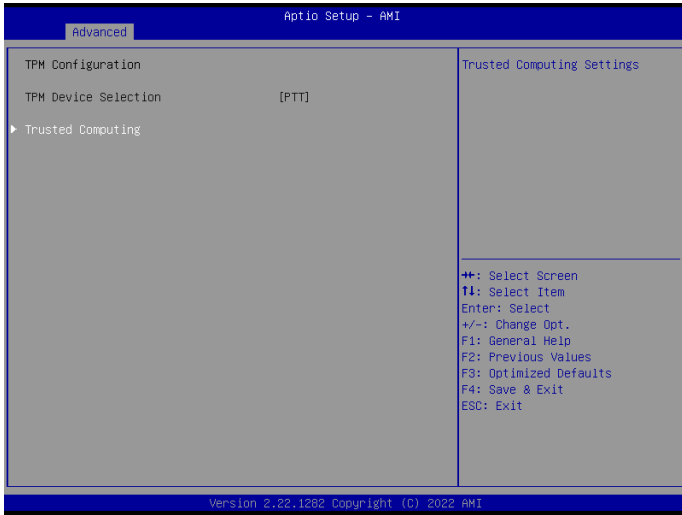 Aptio Setup – AMI
Advanced
TPM Configuration
TPM Device Selection [PTT]
Trusted Computing
Trusted Computing Settings
→←: Select Screen
↑↓: Select Item
Enter: Select
+/-: Change Opt.
F1: General Help
F2: Previous Values
F3: Optimized Defaults
F4: Save & Exit
ESC: Exit
Version 2.22.1282 Copyright (C) 2022 AMI